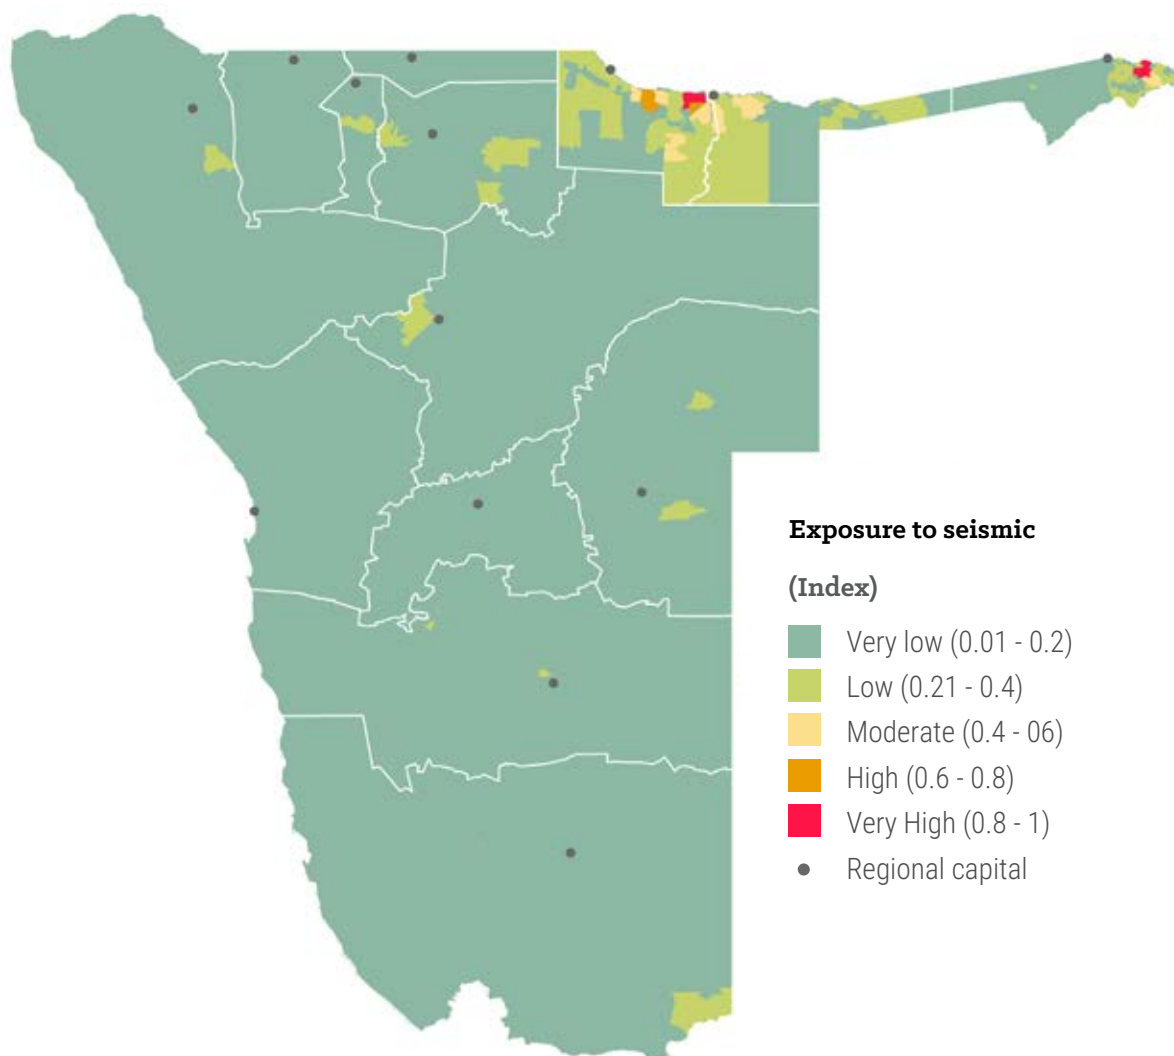 Exposure to seismic
(Index)
Very low (0.01 - 0.2)
Low (0.21 - 0.4)
Moderate (0.4 - 06)
High (0.6 - 0.8)
Very High (0.8 - 1)
Regional capital